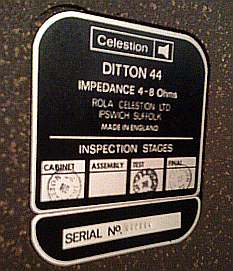 Celestion
DITTON 44
IMPEDANCE 4-8 Ohms
ROLA CELESTION LTD
IPSWICH SUFFOLK
MADE IN ENGLAND
INSPECTION STAGES
CABINET ASSEMBLY TEST FINAL
SERIAL No.